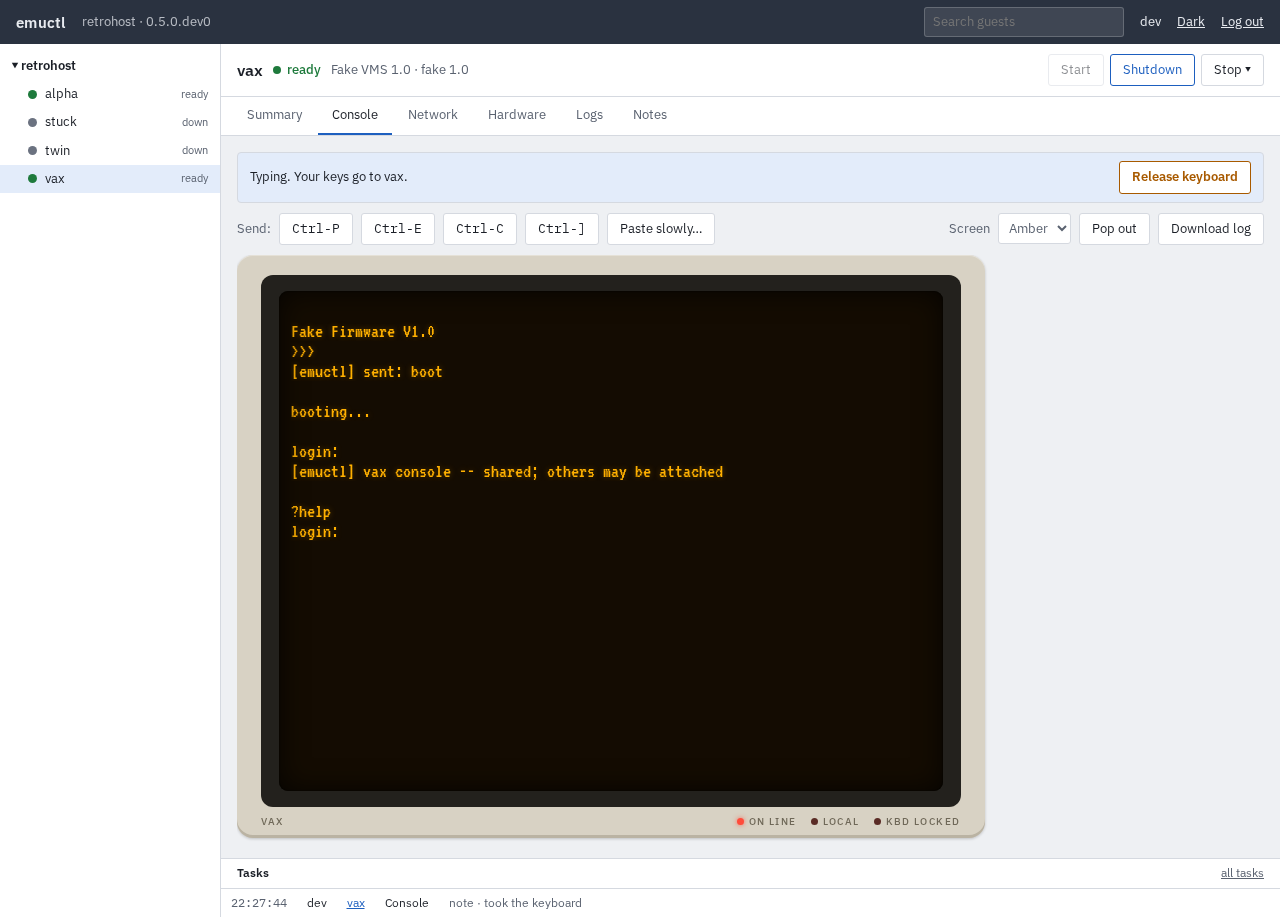 emuctl retrohost · 0.5.0.dev0 Search guests dev Dark Log out
▾ retrohost
alpha ready
stuck down
twin down
vax ready
vax ready Fake VMS 1.0 · fake 1.0 Start Shutdown Stop ▾
Summary Console Network Hardware Logs Notes
Typing. Your keys go to vax. Release keyboard
Send: Ctrl-P Ctrl-E Ctrl-C Ctrl-] Paste slowly… Screen Amber Pop out Download log
Fake Firmware V1.0
>>>
[emuctl] sent: boot
booting...
login:
[emuctl] vax console -- shared; others may be attached
?help
login:
VAX ON LINE LOCAL KBD LOCKED
Tasks all tasks
22:27:44 dev vax Console note · took the keyboard